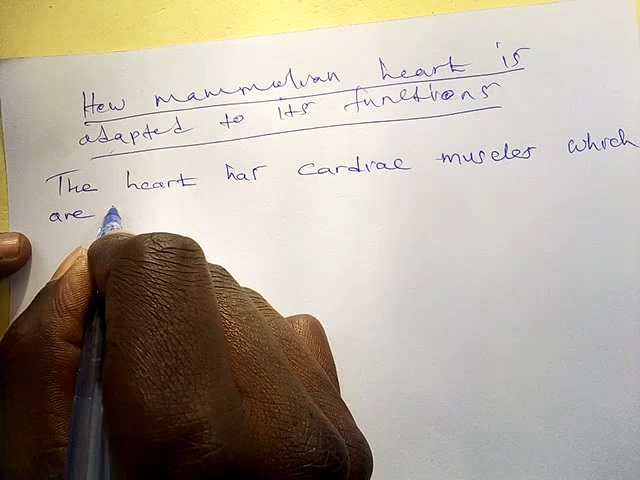 How mammalian heart is
adapted to its functions
The heart has cardiac muscles which
are